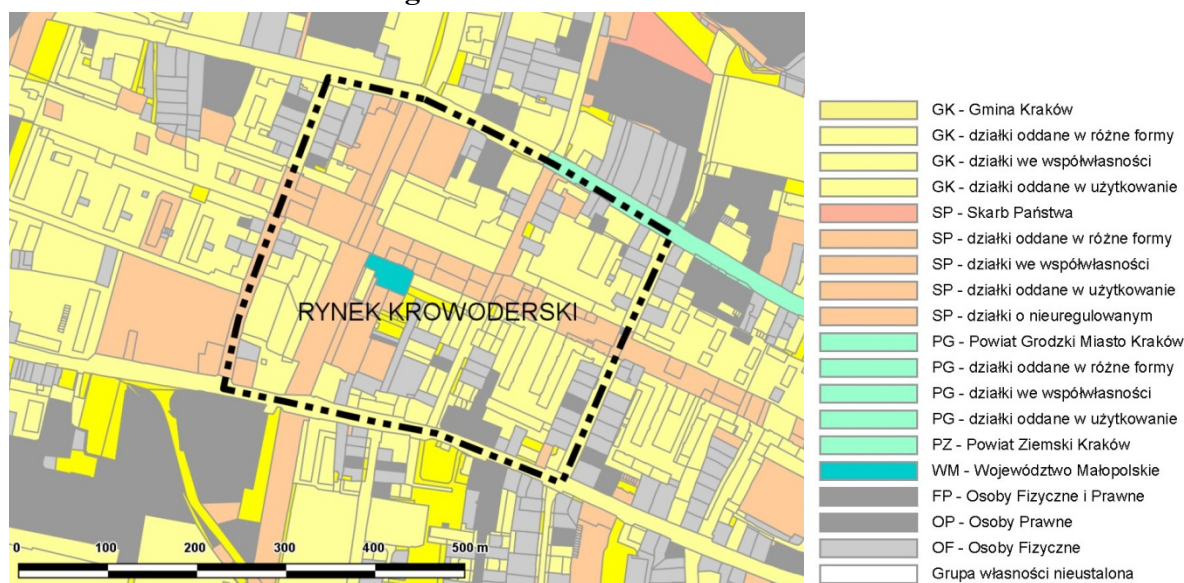 RYNEK KROWODERSKI
0 100 200 300 400 500 m
GK - Gmina Kraków
GK - działki oddane w różne formy
GK - działki we współwłasności
GK - działki oddane w użytkowanie
SP - Skarb Państwa
SP - działki oddane w różne formy
SP - działki we współwłasności
SP - działki oddane w użytkowanie
SP - działki o nieuregulowanym
PG - Powiat Grodzki Miasto Kraków
PG - działki oddane w różne formy
PG - działki we współwłasności
PG - działki oddane w użytkowanie
PZ - Powiat Ziemski Kraków
WM - Województwo Małopolskie
FP - Osoby Fizyczne i Prawne
OP - Osoby Prawne
OF - Osoby Fizyczne
Grupa własności nieustalona